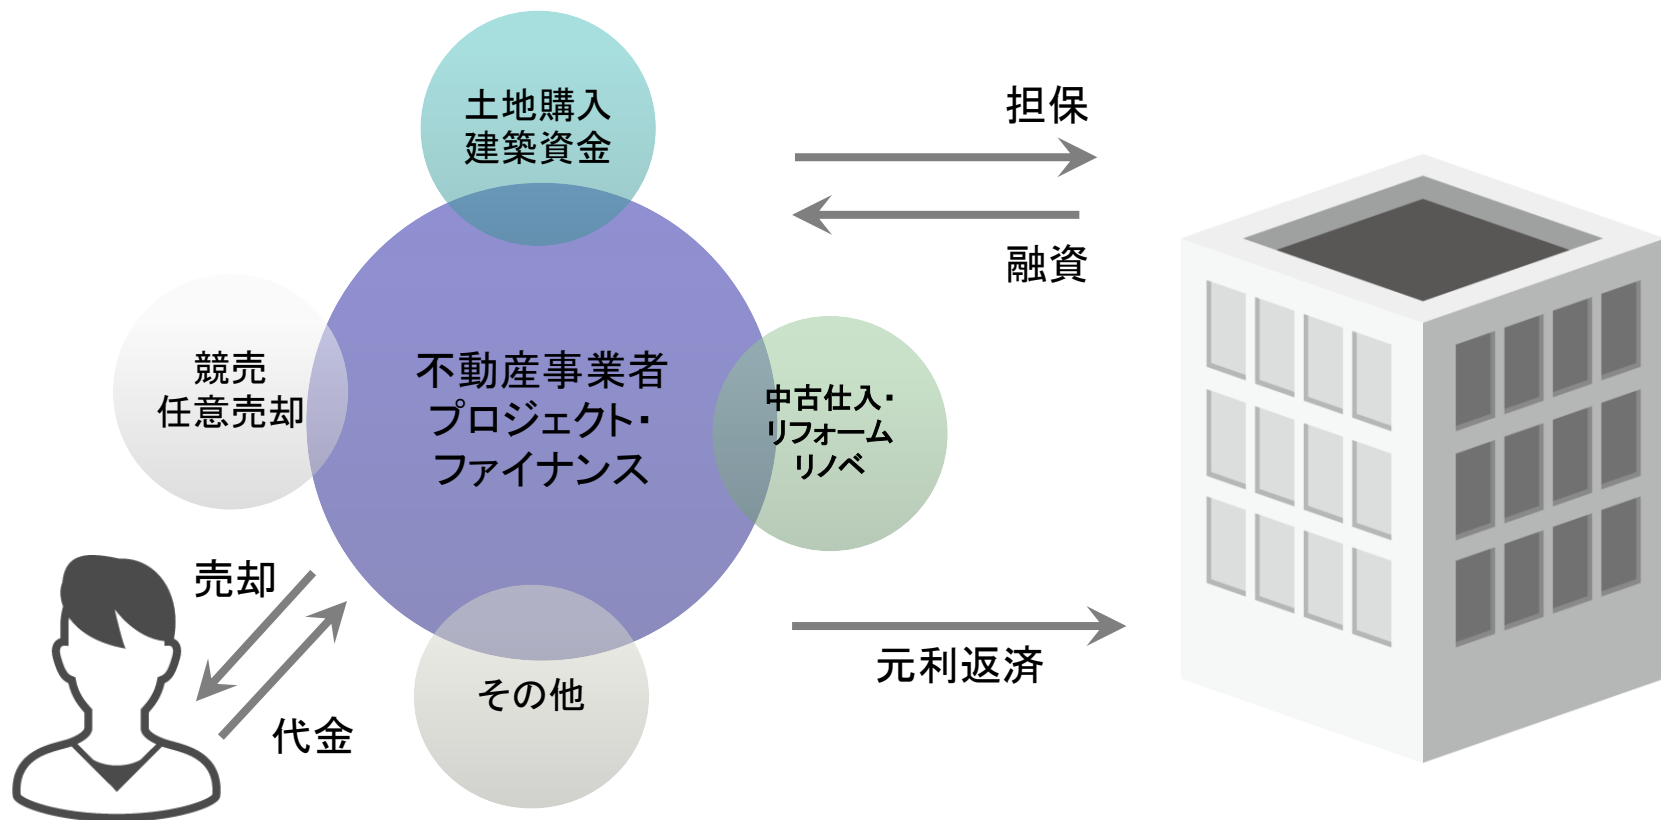 土地購入
建築資金
担保
融資
競売
任意売却
不動産事業者
プロジェクト・
ファイナンス
中古仕入・
リフォーム
リノベ
売却
代金
その他
元利返済